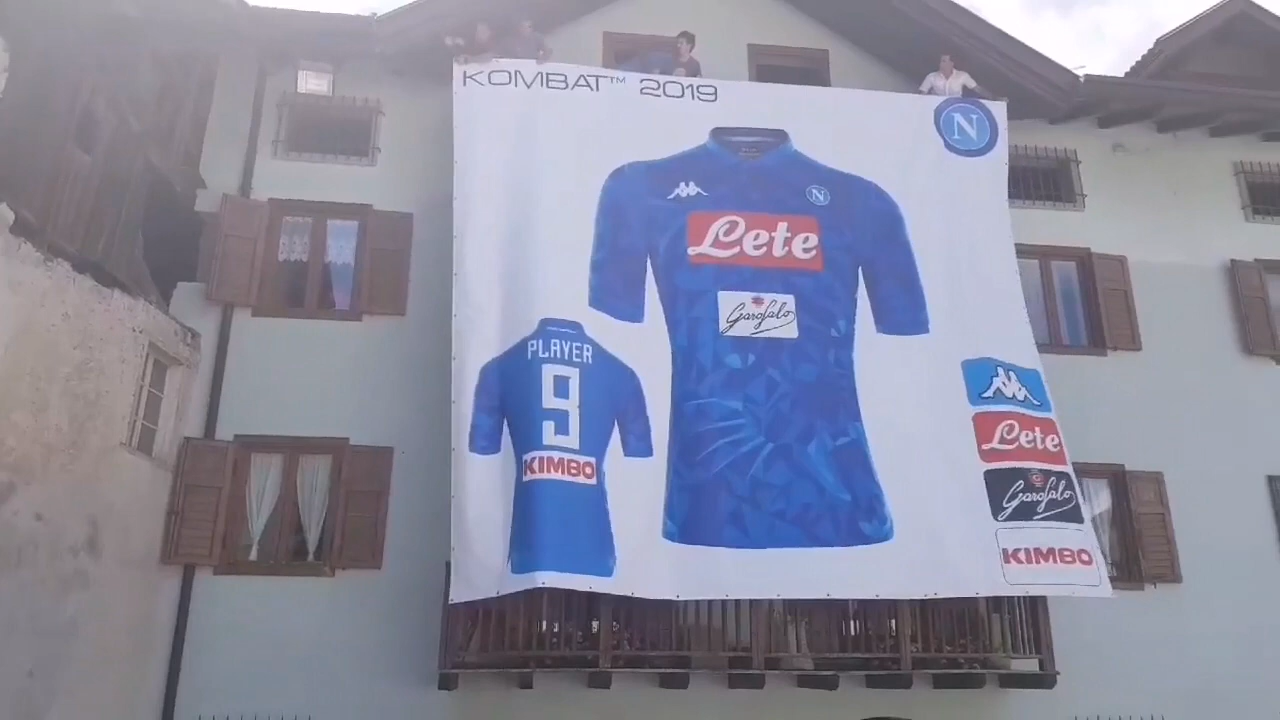 KOMBAT™ 2019
N
N
Lete
Garofalo
PLAYER
9
KIMBO
Lete
Garofalo
KIMBO